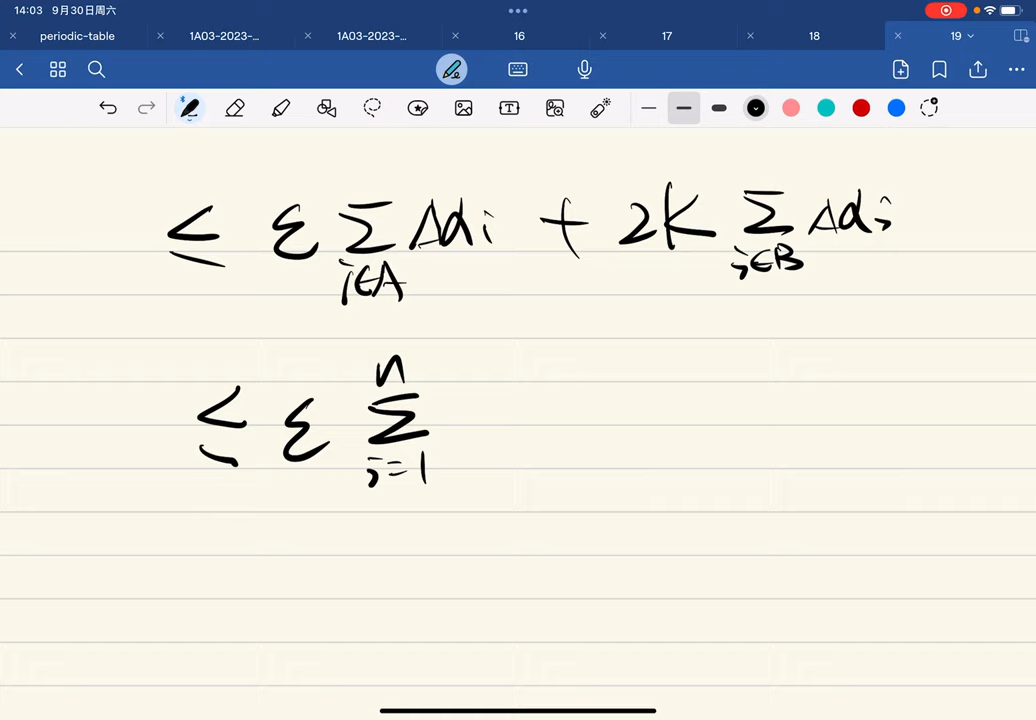 14:03 9月30日周六
periodic-table 1A03-2023-... 1A03-2023-... 16 17 18 19
≤ ε Σ Δαi + 2K Σ Δαi
i∈A i∈B
n
≤ ε Σ
i=1